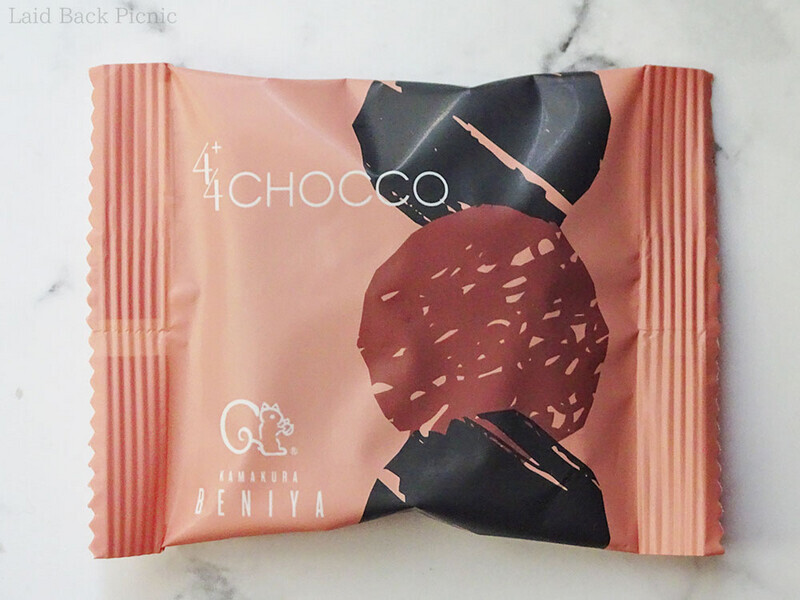 Laid Back Picnic
4+4 CHOCCO
®
KAMAKURA
BENIYA